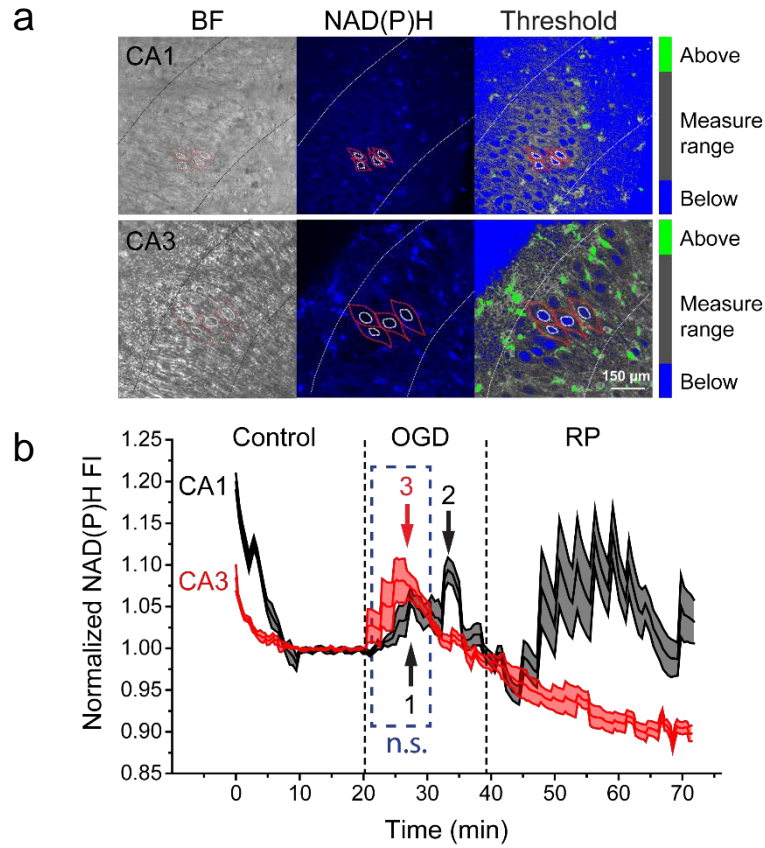 a
BF
NAD(P)H
Threshold
CA1
Above
Measure
range
Below
CA3
Above
Measure
range
Below
150 µm
b
Control
OGD
RP
Normalized NAD(P)H FI
1.25
1.20
1.15
1.10
1.05
1.00
0.95
0.90
0.85
CA1
CA3
3
2
1
n.s.
0
10
20
30
40
50
60
70
Time (min)